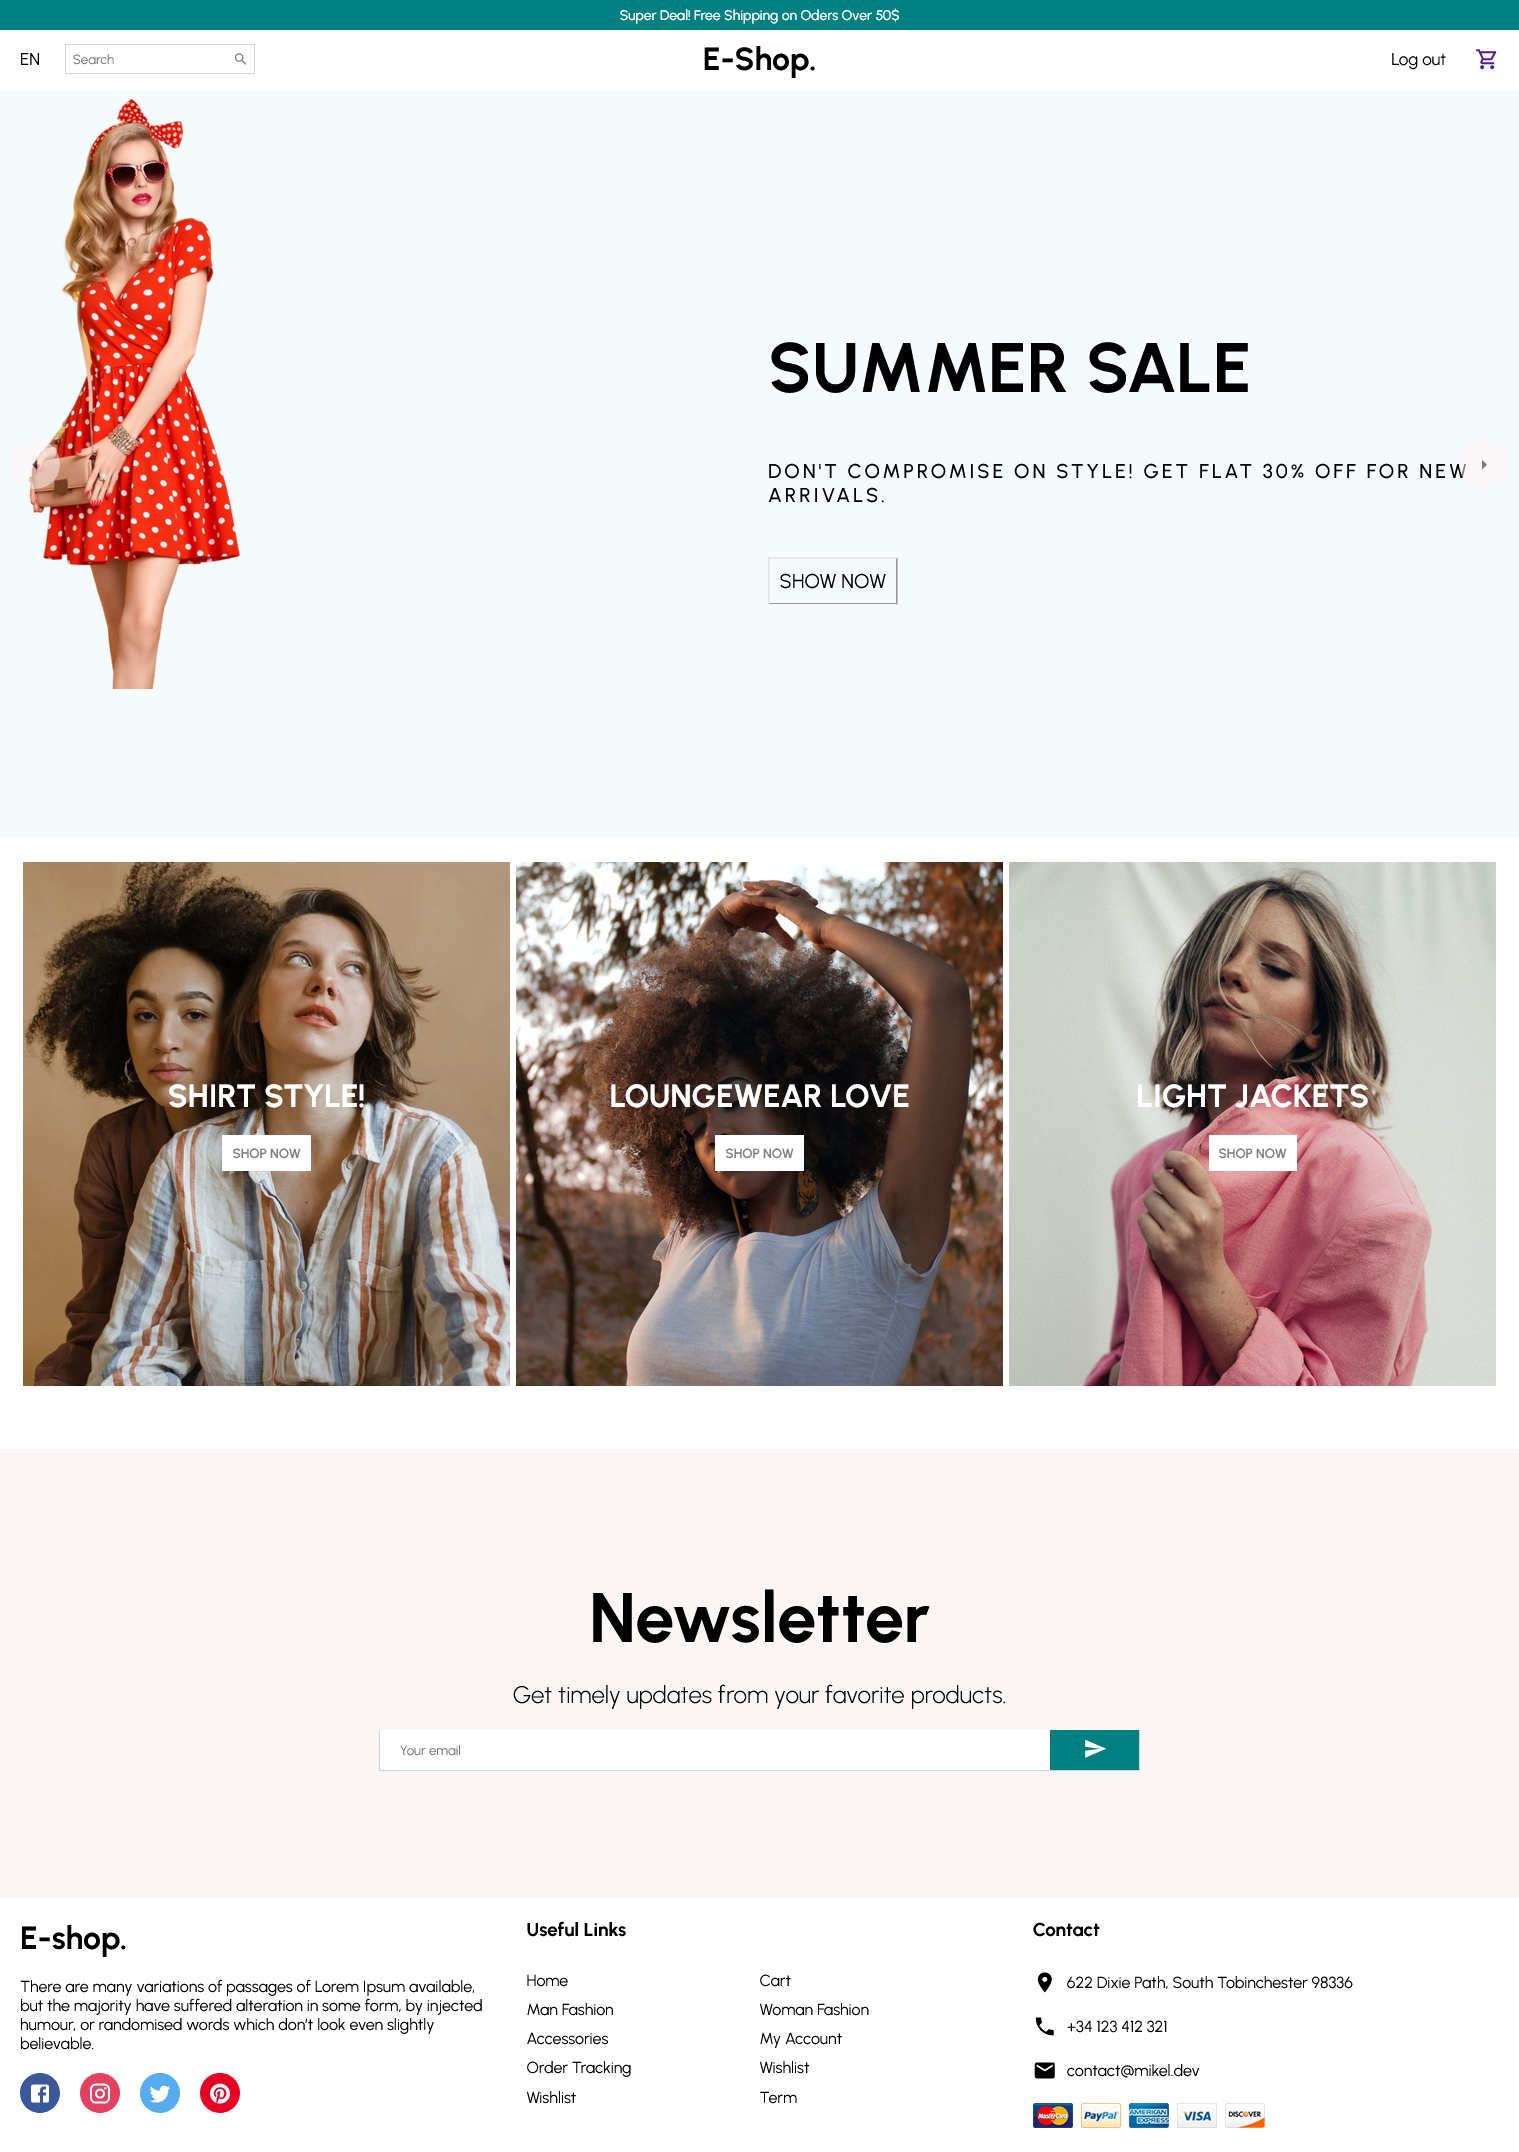 Super Deal! Free Shipping on Oders Over 50$
EN
Search
E-Shop.
Log out
SUMMER SALE
DON'T COMPROMISE ON STYLE! GET FLAT 30% OFF FOR NEW
ARRIVALS.
SHOW NOW
SHIRT STYLE!
SHOP NOW
LOUNGEWEAR LOVE
SHOP NOW
LIGHT JACKETS
SHOP NOW
Newsletter
Get timely updates from your favorite products.
Your email
E-shop.
There are many variations of passages of Lorem Ipsum available,
but the majority have suffered alteration in some form, by injected
humour, or randomised words which don't look even slightly
believable.
Useful Links
Home
Cart
Man Fashion
Woman Fashion
Accessories
My Account
Order Tracking
Wishlist
Wishlist
Term
Contact
622 Dixie Path, South Tobinchester 98336
+34 123 412 321
contact@mikel.dev
MasterCard
PayPal
AMERICAN EXPRESS
VISA
DISCOVER